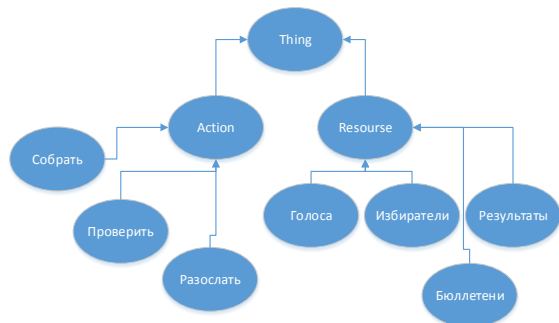 Thing
Action
Resourse
Собрать
Проверить
Разослать
Голоса
Избиратели
Результаты
Бюллетени